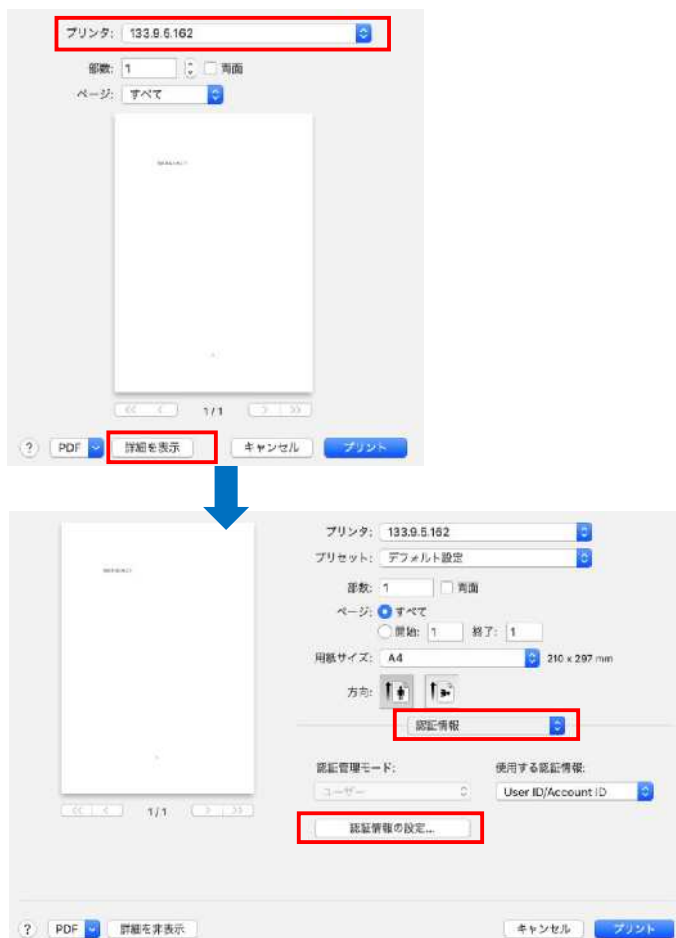 プリンタ: 133.9.5.162
部数: 1 両面
ページ: すべて
<< < 1/1 > >>
? PDF 詳細を表示 キャンセル プリント
プリンタ: 133.9.5.162
プリセット: デフォルト設定
部数: 1 両面
ページ: すべて
開始: 1 終了: 1
用紙サイズ: A4 210 x 297 mm
方向:
認証情報
認証管理モード: 使用する認証情報:
ユーザー User ID/Account ID
認証情報の設定...
<< < 1/1 > >>
? PDF 詳細を非表示 キャンセル プリント